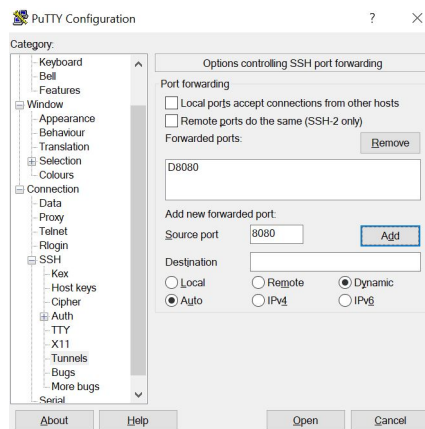 PuTTY Configuration
?
Category:
Keyboard
Bell
Features
Window
Appearance
Behaviour
Translation
Selection
Colours
Connection
Data
Proxy
Telnet
Rlogin
SSH
Kex
Host keys
Cipher
Auth
TTY
X11
Tunnels
Bugs
More bugs
Serial
Options controlling SSH port forwarding
Port forwarding
Local ports accept connections from other hosts
Remote ports do the same (SSH-2 only)
Forwarded ports:
Remove
D8080
Add new forwarded port:
Source port 8080 Add
Destination
Local Remote Dynamic
Auto IPv4 IPv6
About Help Open Cancel